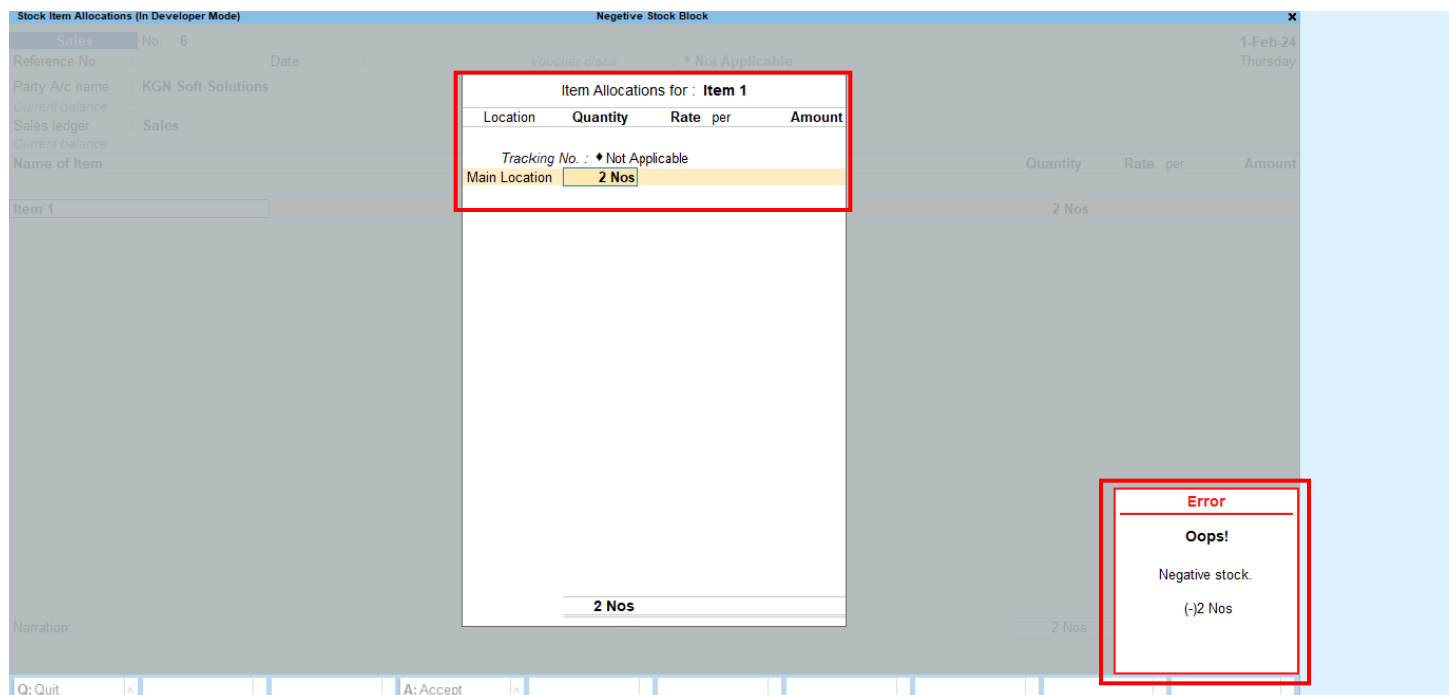 Stock Item Allocations (In Developer Mode) Negetive Stock Block x
Sales No. 6 1-Feb-24
Reference No : Date : Voucher class : ♦ Not Applicable Thursday
Party A/c name : KGN Soft Solutions
Current balance :
Sales ledger : Sales
Current balance :
Name of Item Quantity Rate per Amount
Item 1 2 Nos
Item Allocations for : Item 1
Location Quantity Rate per Amount
Tracking No. : ♦ Not Applicable
Main Location 2 Nos
2 Nos
Error
Oops!
Negative stock.
(-)2 Nos
Narration: 2 Nos
Q: Quit A: Accept